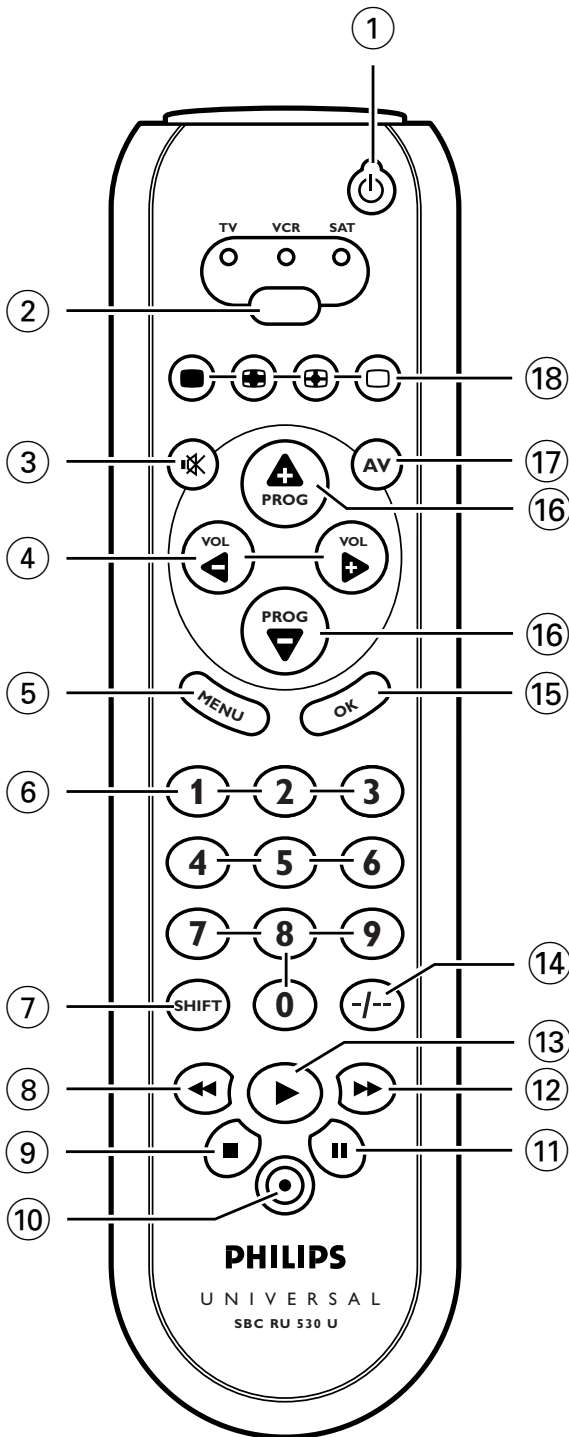 1
TV VCR SAT
2
18
3
AV
17
PROG
16
4
VOL
VOL
PROG
16
5
MENU
OK
15
6
1 2 3
4 5 6
7 8 9
7
SHIFT
0
-/--
14
13
8
12
9
11
10
PHILIPS
UNIVERSAL
SBC RU 530 U